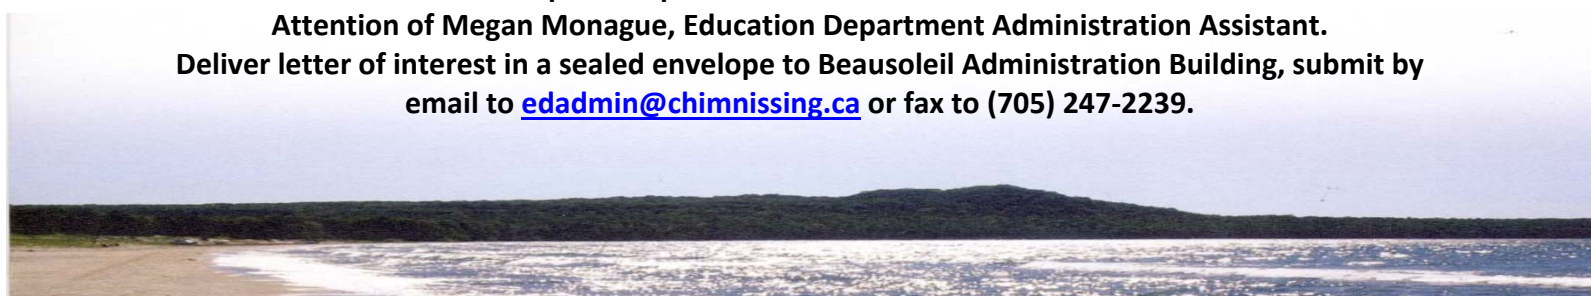 Attention of Megan Monague, Education Department Administration Assistant.
Deliver letter of interest in a sealed envelope to Beausoleil Administration Building, submit by
email to edadmin@chimnissing.ca or fax to (705) 247-2239.